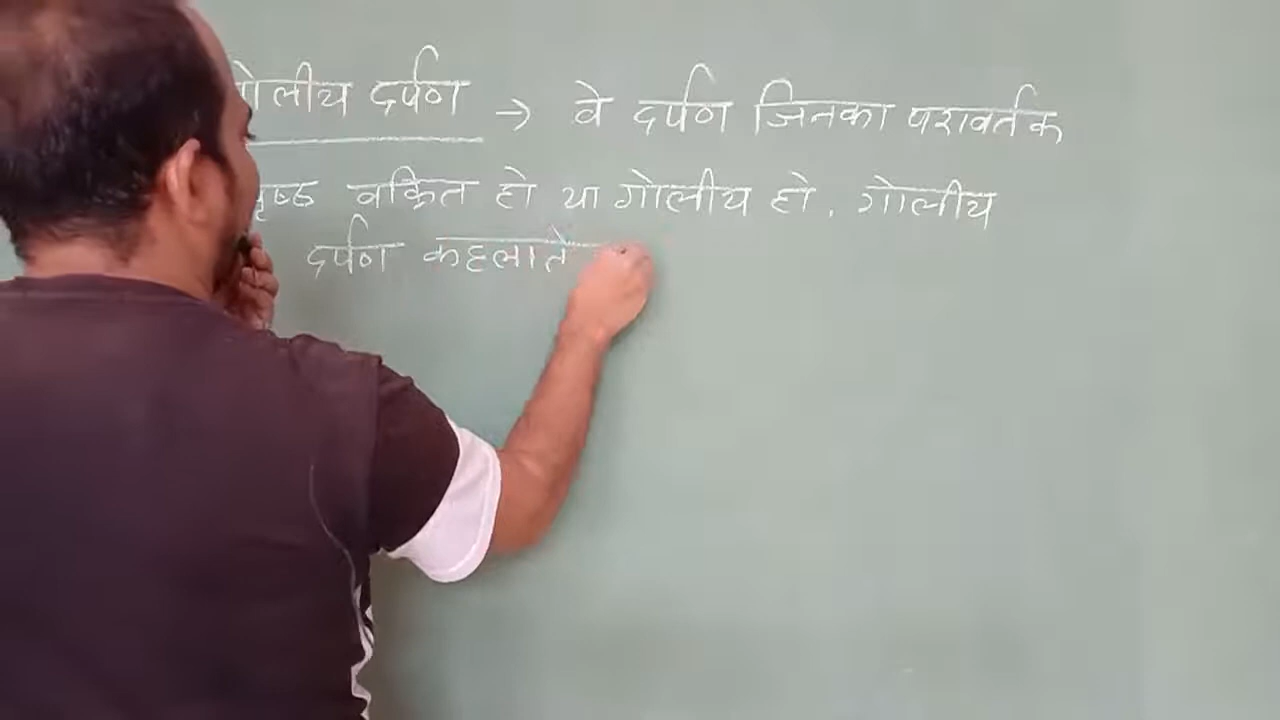 गोलीय दर्पण → वे दर्पण जिनका परावर्तक
पृष्ठ वक्रित हो या गोलीय हो, गोलीय
दर्पण कहलाते